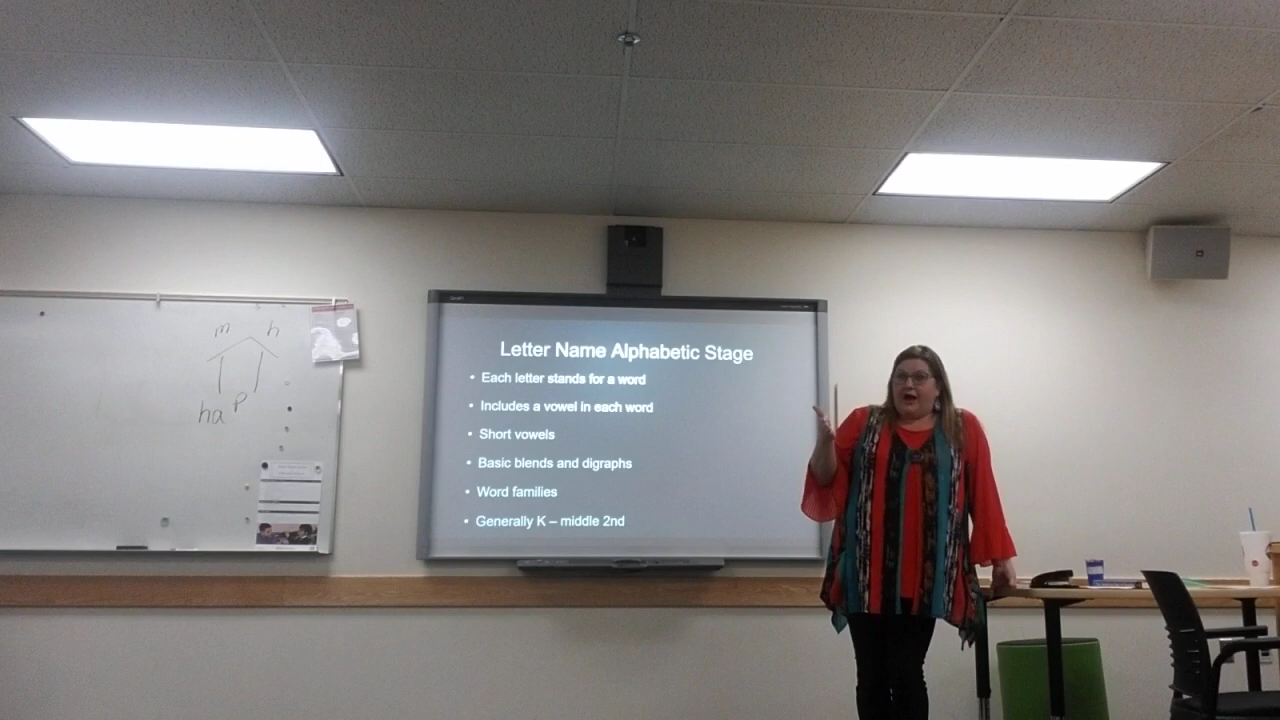 m h
ha p
Letter Name Alphabetic Stage
• Each letter stands for a word
• Includes a vowel in each word
• Short vowels
• Basic blends and digraphs
• Word families
• Generally K – middle 2nd